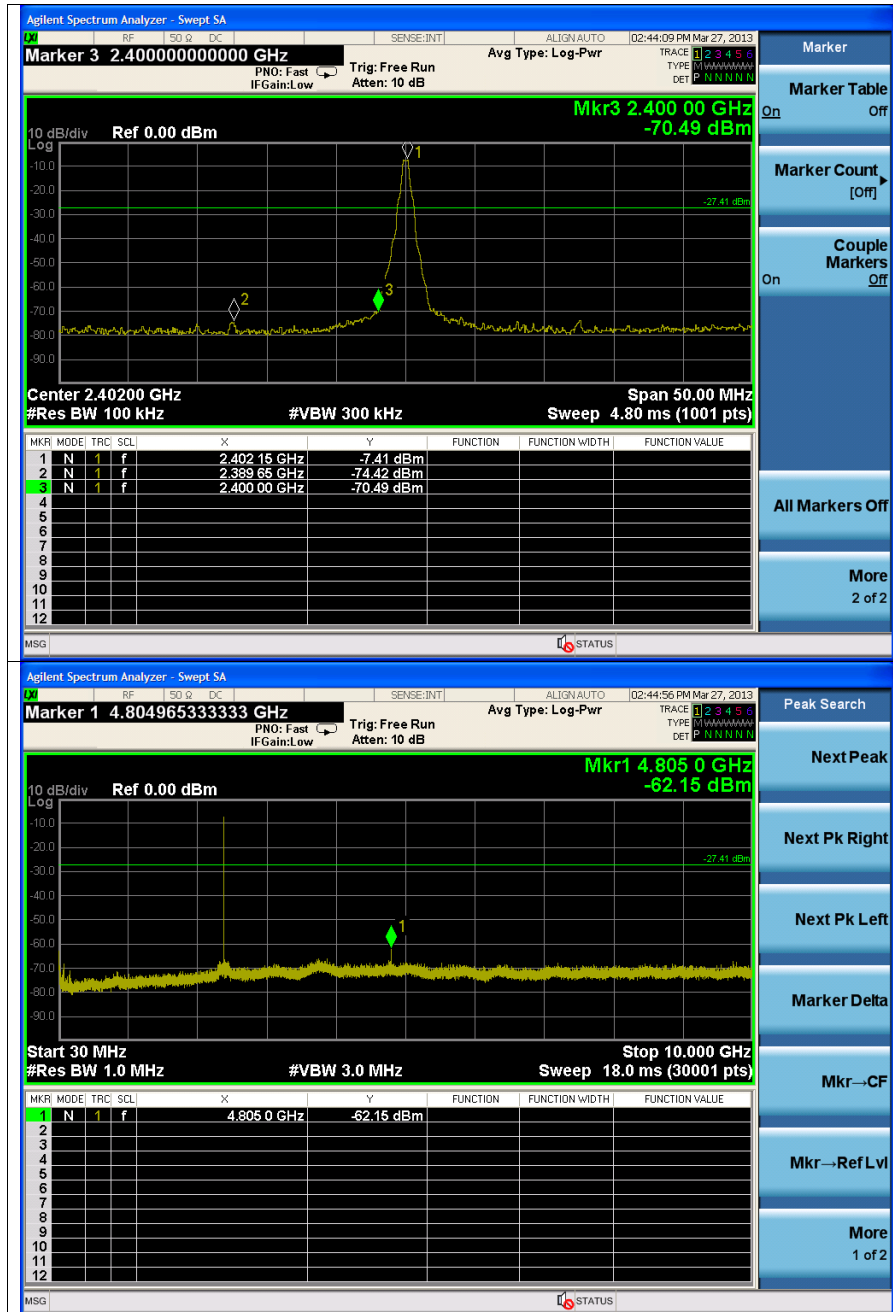 Agilent Spectrum Analyzer - Swept SA
LXI RF 50 Ω DC SENSE:INT ALIGN AUTO 02:44:09 PM Mar 27, 2013
Marker 3 2.400000000000 GHz
PNO: Fast
IFGain:Low
Trig: Free Run
Atten: 10 dB
Avg Type: Log-Pwr
TRACE 1 2 3 4 5 6
TYPE M WWWWW
DET P N N N N N
Mkr3 2.400 00 GHz
-70.49 dBm
10 dB/div Ref 0.00 dBm
Log
-10.0
-20.0
-30.0
-40.0
-50.0
-60.0
-70.0
-80.0
-90.0
1
2
3
-27.41 dBm
Center 2.40200 GHz Span 50.00 MHz
#Res BW 100 kHz #VBW 300 kHz Sweep 4.80 ms (1001 pts)
MKR MODE TRC SCL X Y FUNCTION FUNCTION WIDTH FUNCTION VALUE
1 N 1 f 2.402 15 GHz -7.41 dBm
2 N 1 f 2.389 65 GHz -74.42 dBm
3 N 1 f 2.400 00 GHz -70.49 dBm
4
5
6
7
8
9
10
11
12
MSG STATUS
Marker
Marker Table
On Off
Marker Count
[Off]
Couple
Markers
On Off
All Markers Off
More
2 of 2
Agilent Spectrum Analyzer - Swept SA
LXI RF 50 Ω DC SENSE:INT ALIGN AUTO 02:44:56 PM Mar 27, 2013
Marker 1 4.804965333333 GHz
PNO: Fast
IFGain:Low
Trig: Free Run
Atten: 10 dB
Avg Type: Log-Pwr
TRACE 1 2 3 4 5 6
TYPE M WWWWW
DET P N N N N N
Mkr1 4.805 0 GHz
-62.15 dBm
10 dB/div Ref 0.00 dBm
Log
-10.0
-20.0
-30.0
-40.0
-50.0
-60.0
-70.0
-80.0
-90.0
1
-27.41 dBm
Start 30 MHz Stop 10.000 GHz
#Res BW 1.0 MHz #VBW 3.0 MHz Sweep 18.0 ms (30001 pts)
MKR MODE TRC SCL X Y FUNCTION FUNCTION WIDTH FUNCTION VALUE
1 N 1 f 4.805 0 GHz -62.15 dBm
2
3
4
5
6
7
8
9
10
11
12
MSG STATUS
Peak Search
Next Peak
Next Pk Right
Next Pk Left
Marker Delta
Mkr→CF
Mkr→Ref Lvl
More
1 of 2